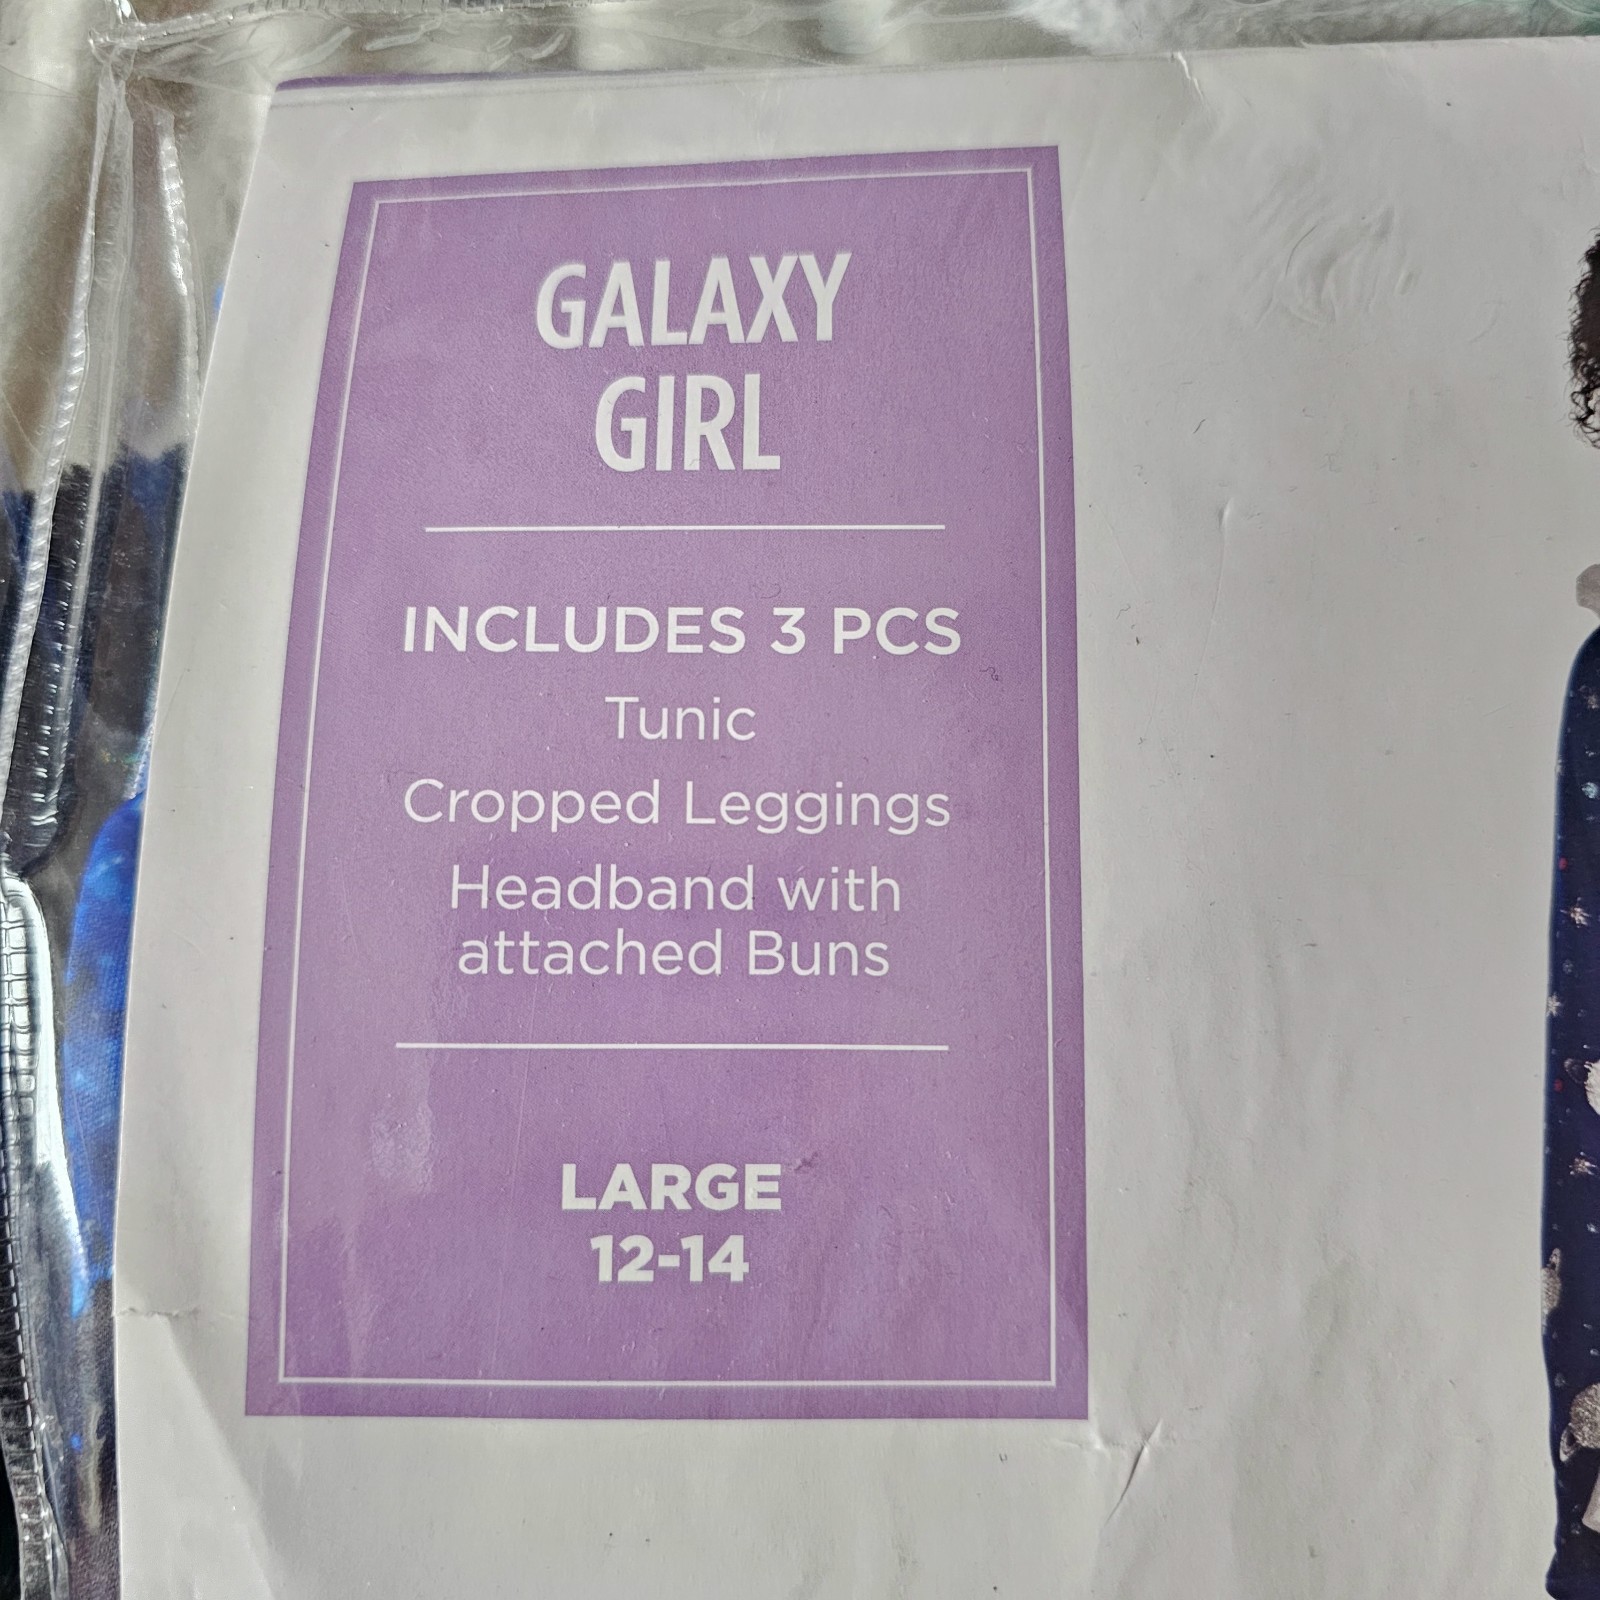 GALAXY
GIRL
INCLUDES 3 PCS
Tunic
Cropped Leggings
Headband with
attached Buns
LARGE
12-14